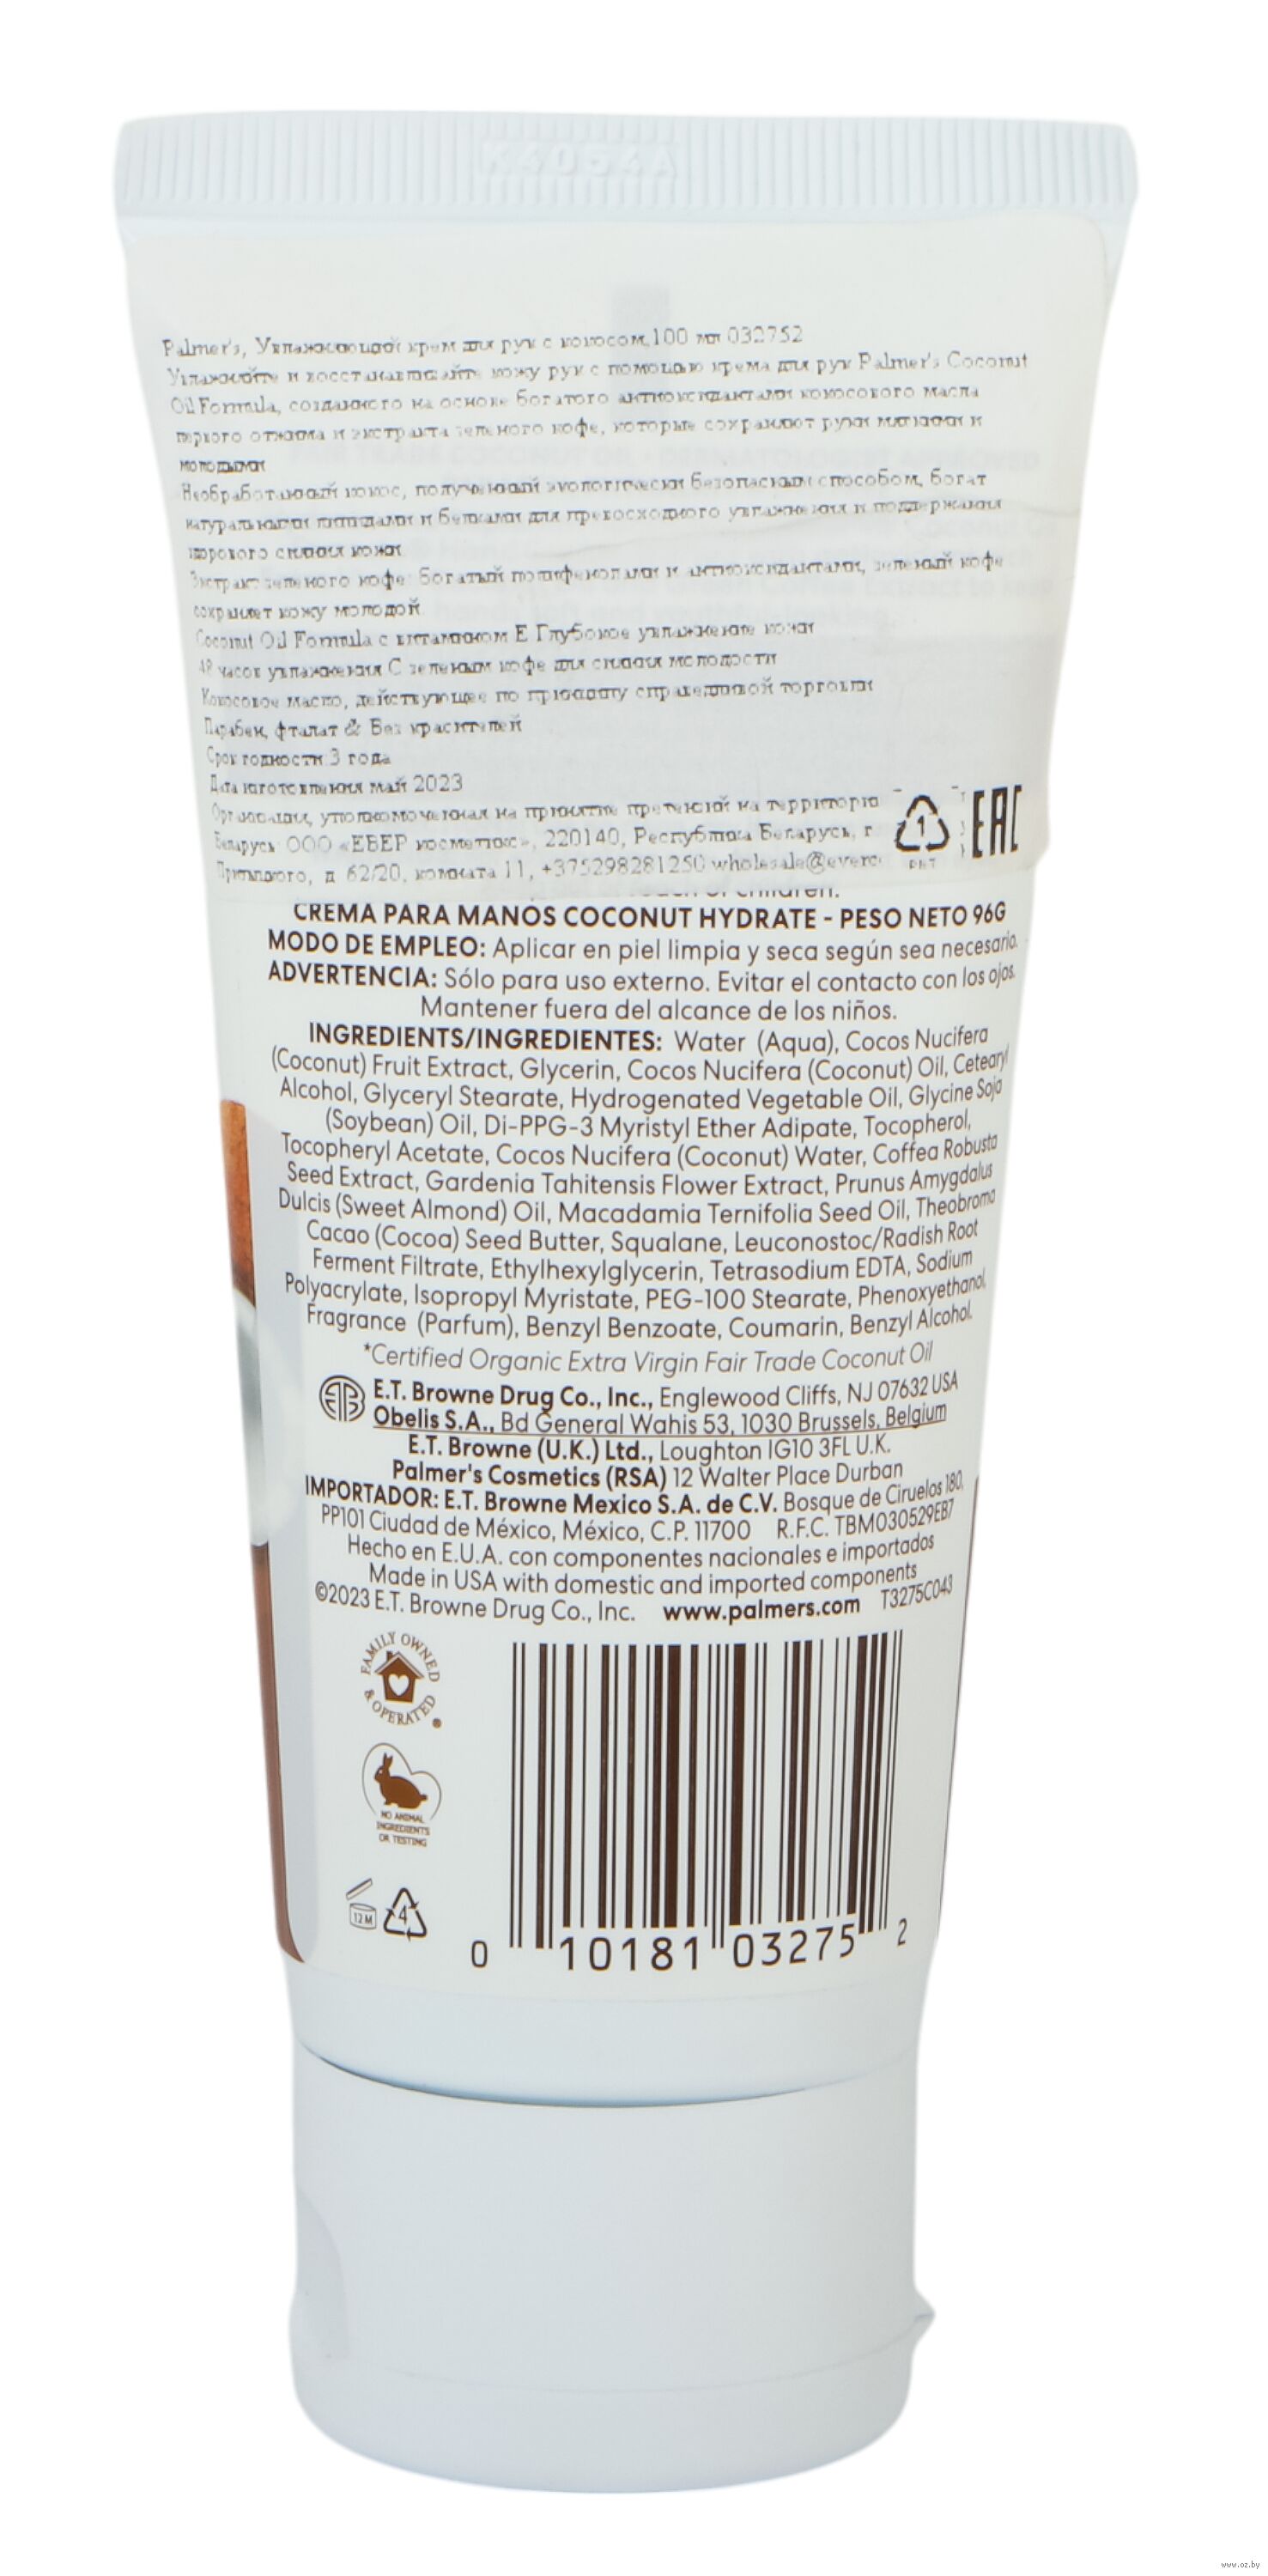 K4054A
Palmer's, Увлажняющий крем для рук с кокосом, 100 мл 032752
Увлажняйте и восстанавливайте кожу рук с помощью крема для рук Palmer's Coconut
Oil Formula, созданного на основе богатого антиоксидантами кокосового масла
первого отжима и экстракта зеленого кофе, которые сохраняют руки мягкими и
молодыми
Необработанный кокос, полученный экологически безопасным способом, богат
натуральными липидами и белками для превосходного увлажнения и поддержания
здорового сияния кожи
Экстракт зеленого кофе: богатый полифенолами и антиоксидантами, зеленый кофе
сохраняет кожу молодой
Coconut Oil Formula с витамином Е Глубокое увлажнение кожи
48 часов увлажнения С зеленым кофе для сияния молодости
Кокосовое масло, действующее по принципу справедливой торговли
Парабен, фталат & Без красителей
Срок годности 3 года
Дата изготовления май 2023
Организация, уполномоченная на принятие претензий на территории
Беларусь ООО «ЕВЕР косметикс», 220140, Республика Беларусь, г
Притыцкого, д 62/20, комната 11, +375298281250 wholesale@everc
1
PET
EAC
of children.
CREMA PARA MANOS COCONUT HYDRATE - PESO NETO 96G
MODO DE EMPLEO: Aplicar en piel limpia y seca según sea necesario.
ADVERTENCIA: Sólo para uso externo. Evitar el contacto con los ojos.
Mantener fuera del alcance de los niños.
INGREDIENTS/INGREDIENTES: Water (Aqua), Cocos Nucifera
(Coconut) Fruit Extract, Glycerin, Cocos Nucifera (Coconut) Oil, Cetearyl
Alcohol, Glyceryl Stearate, Hydrogenated Vegetable Oil, Glycine Soja
(Soybean) Oil, Di-PPG-3 Myristyl Ether Adipate, Tocopherol,
Tocopheryl Acetate, Cocos Nucifera (Coconut) Water, Coffea Robusta
Seed Extract, Gardenia Tahitensis Flower Extract, Prunus Amygdalus
Dulcis (Sweet Almond) Oil, Macadamia Ternifolia Seed Oil, Theobroma
Cacao (Cocoa) Seed Butter, Squalane, Leuconostoc/Radish Root
Ferment Filtrate, Ethylhexylglycerin, Tetrasodium EDTA, Sodium
Polyacrylate, Isopropyl Myristate, PEG-100 Stearate, Phenoxyethanol,
Fragrance (Parfum), Benzyl Benzoate, Coumarin, Benzyl Alcohol.
*Certified Organic Extra Virgin Fair Trade Coconut Oil
E.T. Browne Drug Co., Inc., Englewood Cliffs, NJ 07632 USA
Obelis S.A., Bd Général Wahis 53, 1030 Brussels, Belgium
E.T. Browne (U.K.) Ltd., Loughton IG10 3FL U.K.
Palmer's Cosmetics (RSA) 12 Walter Place Durban
IMPORTADOR: E.T. Browne Mexico S.A. de C.V. Bosque de Ciruelos 180,
PP101 Ciudad de México, México, C.P. 11700 R.F.C. TBM030529EB7
Hecho en E.U.A. con componentes nacionales e importados
Made in USA with domestic and imported components
©2023 E.T. Browne Drug Co., Inc. www.palmers.com T3275C043
FAMILY OWNED
& OPERATED ®
NO ANIMAL
INGREDIENTS
OR TESTING
12M 4
0 10181 03275 2
www.oz.by